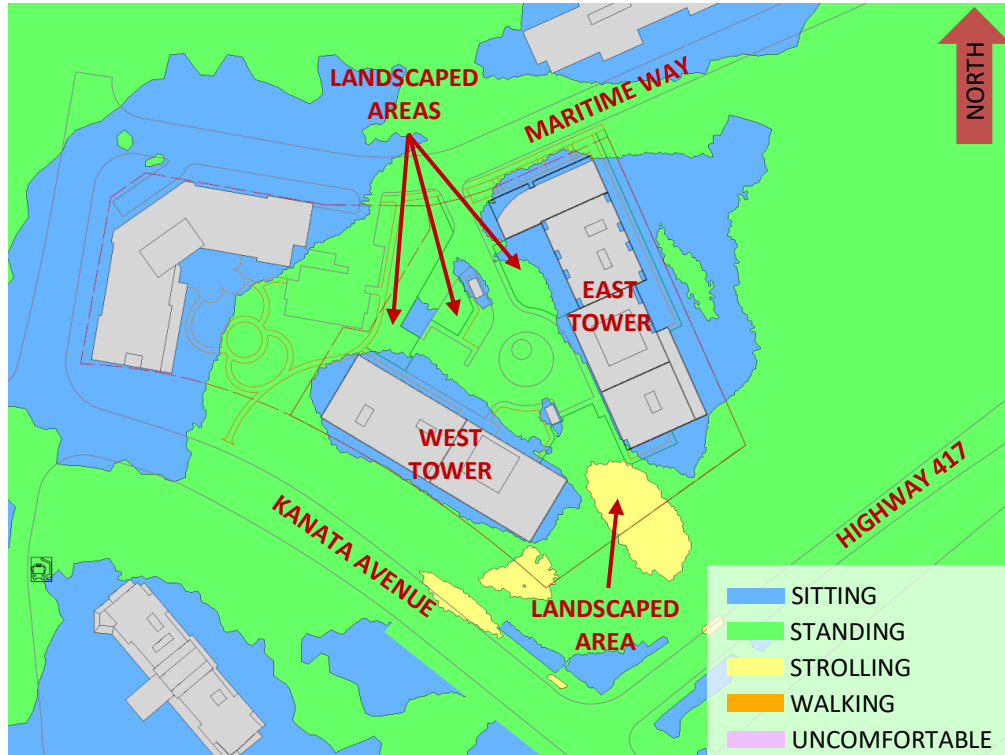 NORTH
LANDSCAPED
AREAS
MARITIME WAY
EAST
TOWER
WEST
TOWER
KANATA AVENUE
HIGHWAY 417
LANDSCAPED
AREA
SITTING
STANDING
STROLLING
WALKING
UNCOMFORTABLE